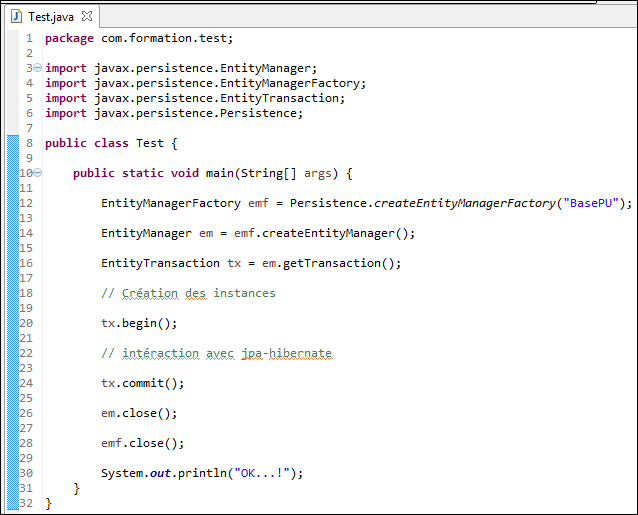 Test.java
1 package com.formation.test;
2
3 import javax.persistence.EntityManager;
4 import javax.persistence.EntityManagerFactory;
5 import javax.persistence.EntityTransaction;
6 import javax.persistence.Persistence;
7
8 public class Test {
9
10 public static void main(String[] args) {
11
12 EntityManagerFactory emf = Persistence.createEntityManagerFactory("BasePU");
13
14 EntityManager em = emf.createEntityManager();
15
16 EntityTransaction tx = em.getTransaction();
17
18 // Création des instances
19
20 tx.begin();
21
22 // intéraction avec jpa-hibernate
23
24 tx.commit();
25
26 em.close();
27
28 emf.close();
29
30 System.out.println("OK...!");
31 }
32 }